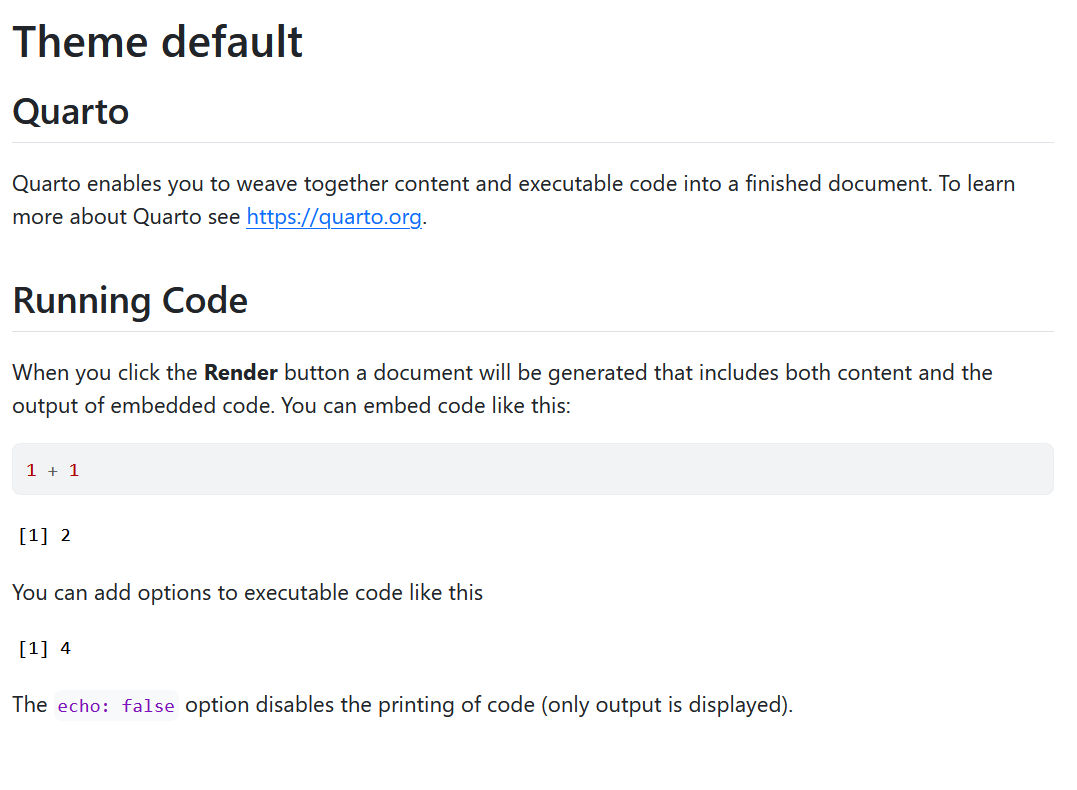 Theme default
Quarto
Quarto enables you to weave together content and executable code into a finished document. To learn
more about Quarto see https://quarto.org.
Running Code
When you click the Render button a document will be generated that includes both content and the
output of embedded code. You can embed code like this:
1 + 1
[1] 2
You can add options to executable code like this
[1] 4
The echo: false option disables the printing of code (only output is displayed).